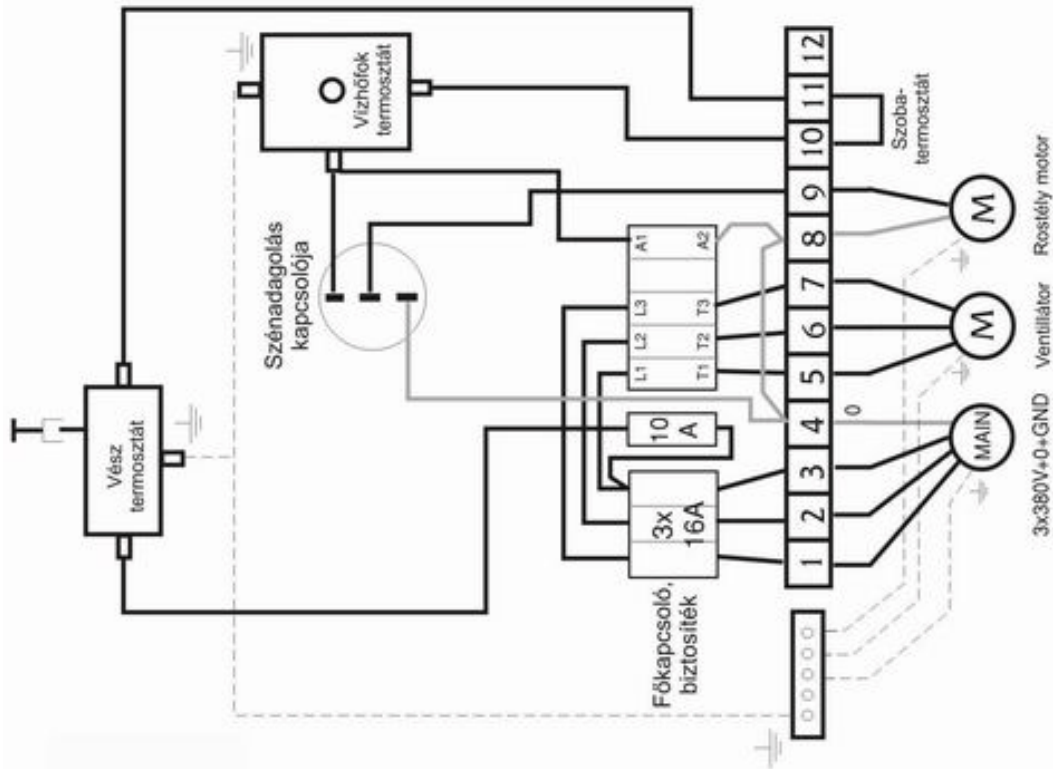 Vész
termosztát
Vizhőfok
termosztát
Szénadagolás
kapcsolója
Főkapcsoló,
biztosíték
3x
16A
10
A
L1
L2
L3
A1
T1
T2
T3
A2
1
2
3
4
5
6
7
8
9
10
11
12
0
Szoba-
termosztát
MAIN
M
M
3x380V+0+GND
Ventillátor
Rostély motor